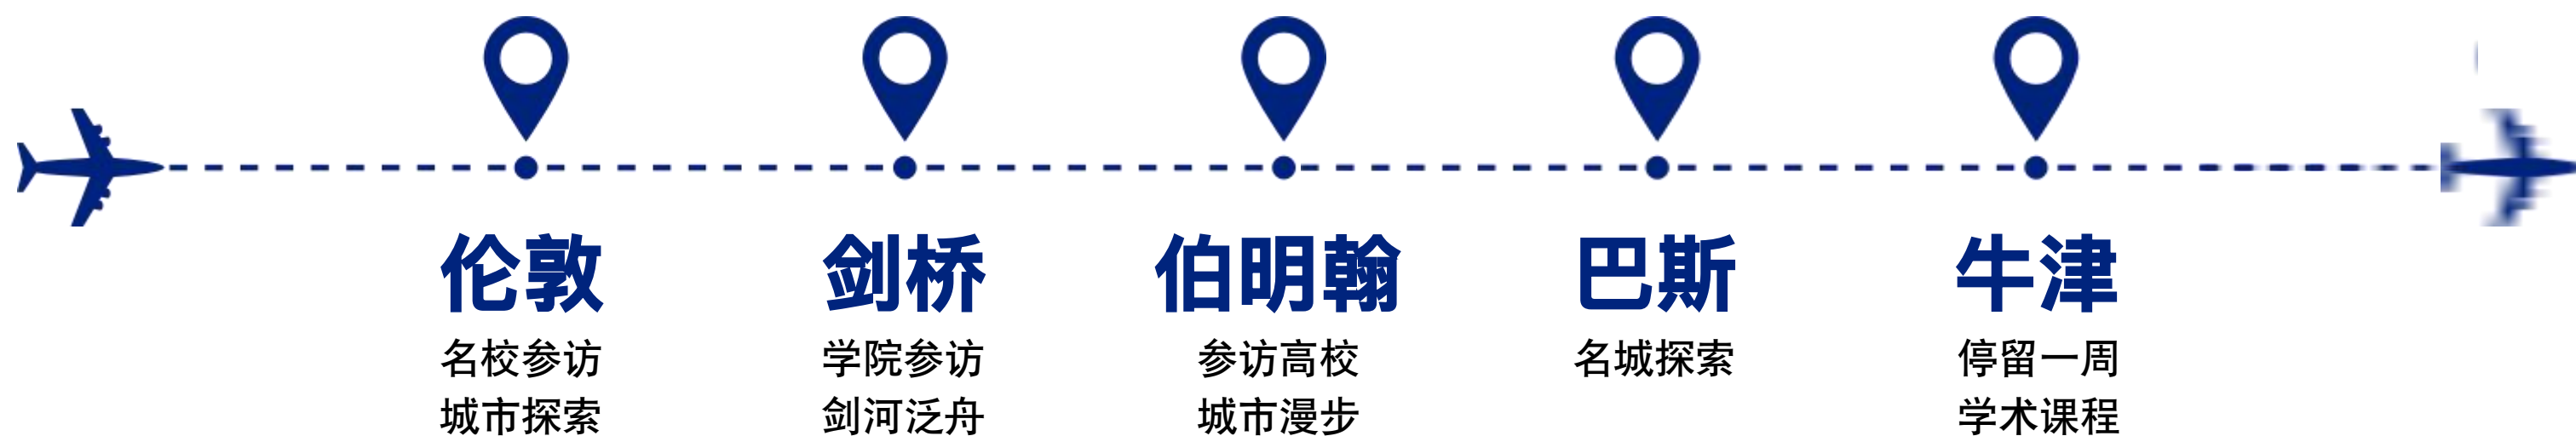 伦敦
名校参访
城市探索
剑桥
学院参访
剑河泛舟
伯明翰
参访高校
城市漫步
巴斯
名城探索
牛津
停留一周
学术课程